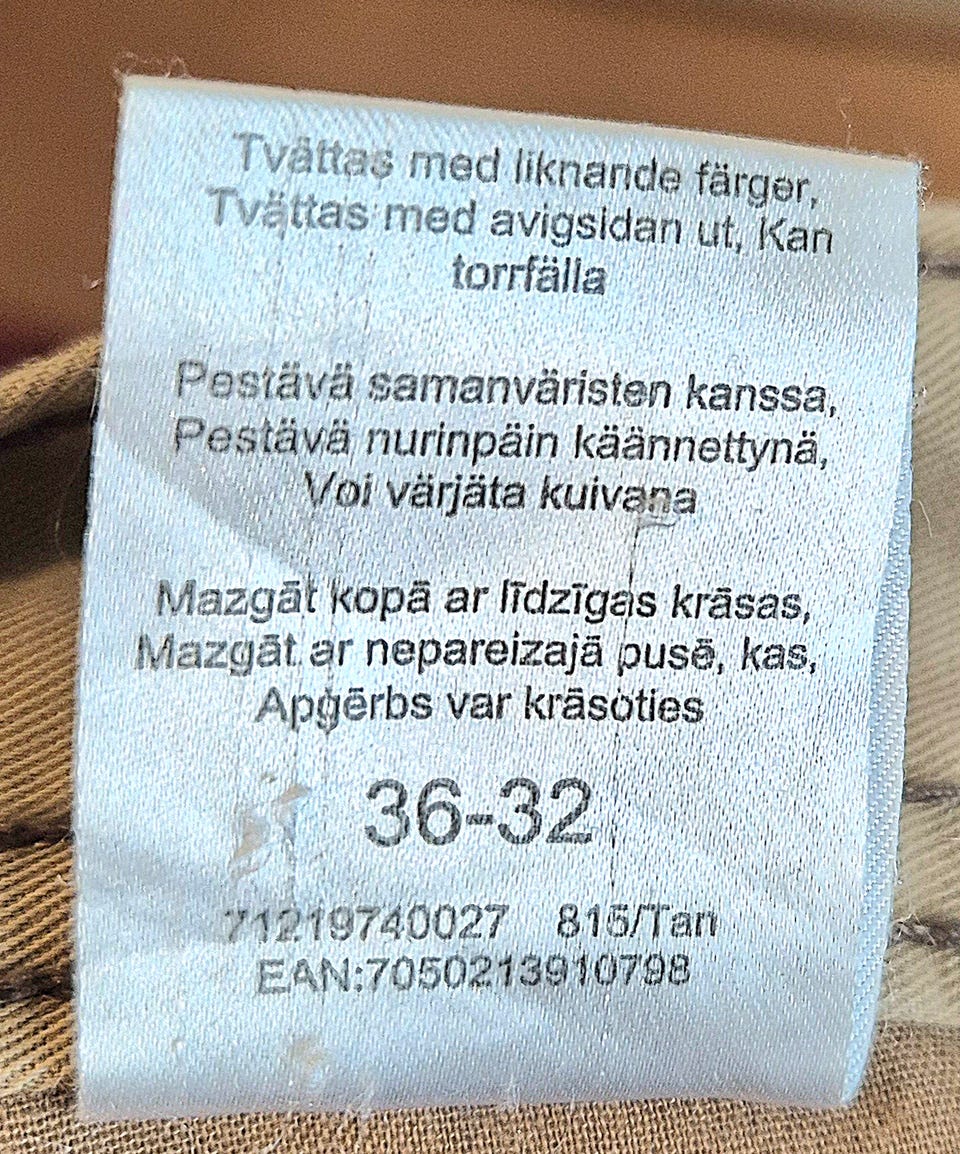 Tvättas med liknande färger,
Tvättas med avigsidan ut, Kan
torrfälla
Pestävä samanväristen kanssa,
Pestävä nurinpäin käännettynä,
Voi värjäta kuivana
Mazgāt kopā ar līdzīgas krāsas,
Mazgāt ar nepareizajā pusē, kas,
Apģērbs var krāsoties
36-32
71219740027 815/Tan
EAN:7050213910798